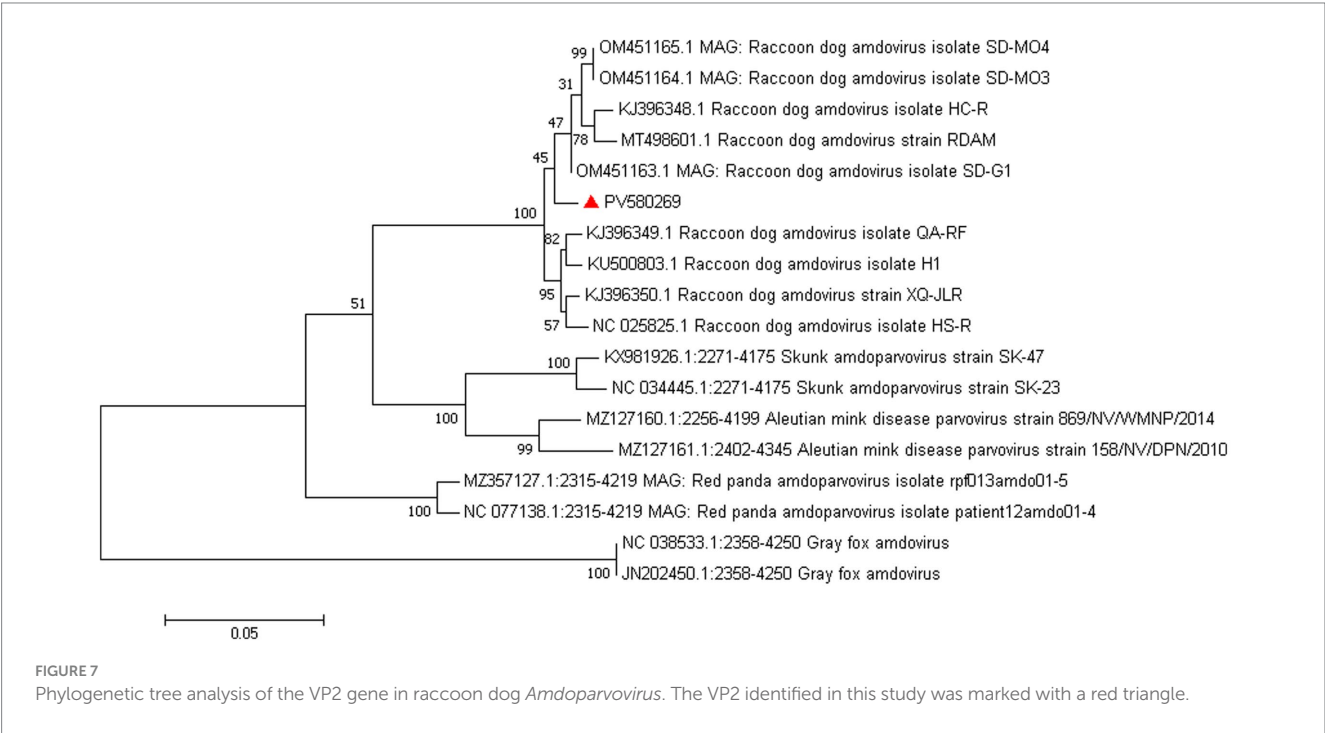 99
OM451165.1 MAG: Raccoon dog amdovirus isolate SD-MO4
OM451164.1 MAG: Raccoon dog amdovirus isolate SD-MO3
31
KJ396348.1 Raccoon dog amdovirus isolate HC-R
47
78
MT498601.1 Raccoon dog amdovirus strain RDAM
45
OM451163.1 MAG: Raccoon dog amdovirus isolate SD-G1
PV580269
100
82
KJ396349.1 Raccoon dog amdovirus isolate QA-RF
KU500803.1 Raccoon dog amdovirus isolate H1
95
KJ396350.1 Raccoon dog amdovirus strain XQ-JLR
51
57
NC 025825.1 Raccoon dog amdovirus isolate HS-R
100
KX981926.1:2271-4175 Skunk amdoparvovirus strain SK-47
NC 034445.1:2271-4175 Skunk amdoparvovirus strain SK-23
100
MZ127160.1:2256-4199 Aleutian mink disease parvovirus strain 869/NV/WMNP/2014
99
MZ127161.1:2402-4345 Aleutian mink disease parvovirus strain 158/NV/DPN/2010
MZ357127.1:2315-4219 MAG: Red panda amdoparvovirus isolate rpf013amdo01-5
100
NC 077138.1:2315-4219 MAG: Red panda amdoparvovirus isolate patient12amdo01-4
NC 038533.1:2358-4250 Gray fox amdovirus
100
JN202450.1:2358-4250 Gray fox amdovirus
0.05
FIGURE 7
Phylogenetic tree analysis of the VP2 gene in raccoon dog Amdoparvovirus. The VP2 identified in this study was marked with a red triangle.